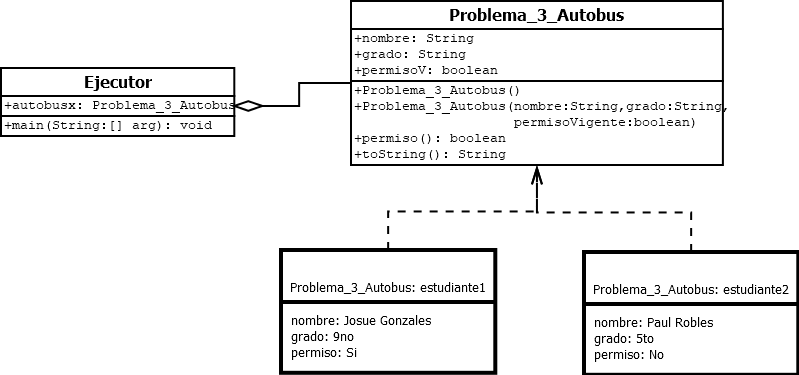 Problema_3_Autobus
+nombre: String
+grado: String
+permisoV: boolean
+Problema_3_Autobus()
+Problema_3_Autobus(nombre:String,grado:String,
permisoVigente:boolean)
+permiso(): boolean
+toString(): String
Ejecutor
+autobusx: Problema_3_Autobus
+main(String:[] arg): void
Problema_3_Autobus: estudiante1
nombre: Josue Gonzales
grado: 9no
permiso: Si
Problema_3_Autobus: estudiante2
nombre: Paul Robles
grado: 5to
permiso: No